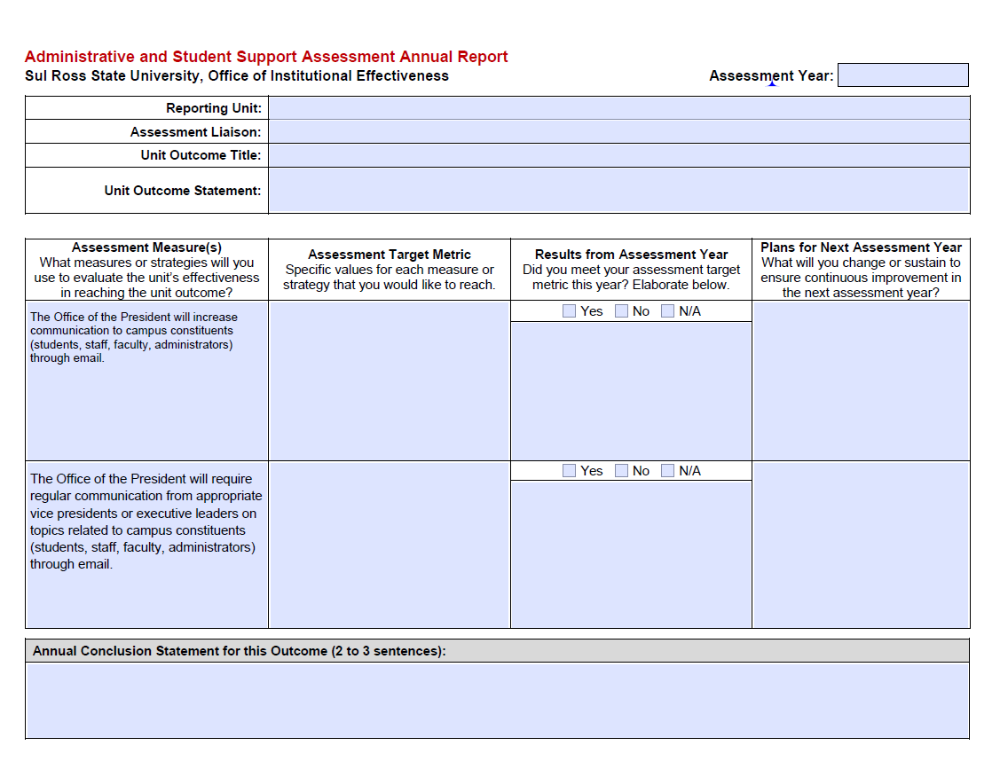 Administrative and Student Support Assessment Annual Report
Sul Ross State University, Office of Institutional Effectiveness
Assessment Year:
Reporting Unit:
Assessment Liaison:
Unit Outcome Title:
Unit Outcome Statement:
Assessment Measure(s)
What measures or strategies will you
use to evaluate the unit's effectiveness
in reaching the unit outcome?
Assessment Target Metric
Specific values for each measure or
strategy that you would like to reach.
Results from Assessment Year
Did you meet your assessment target
metric this year? Elaborate below.
Plans for Next Assessment Year
What will you change or sustain to
ensure continuous improvement in
the next assessment year?
The Office of the President will increase
communication to campus constituents
(students, staff, faculty, administrators)
through email.
Yes No N/A
The Office of the President will require
regular communication from appropriate
vice presidents or executive leaders on
topics related to campus constituents
(students, staff, faculty, administrators)
through email.
Yes No N/A
Annual Conclusion Statement for this Outcome (2 to 3 sentences):